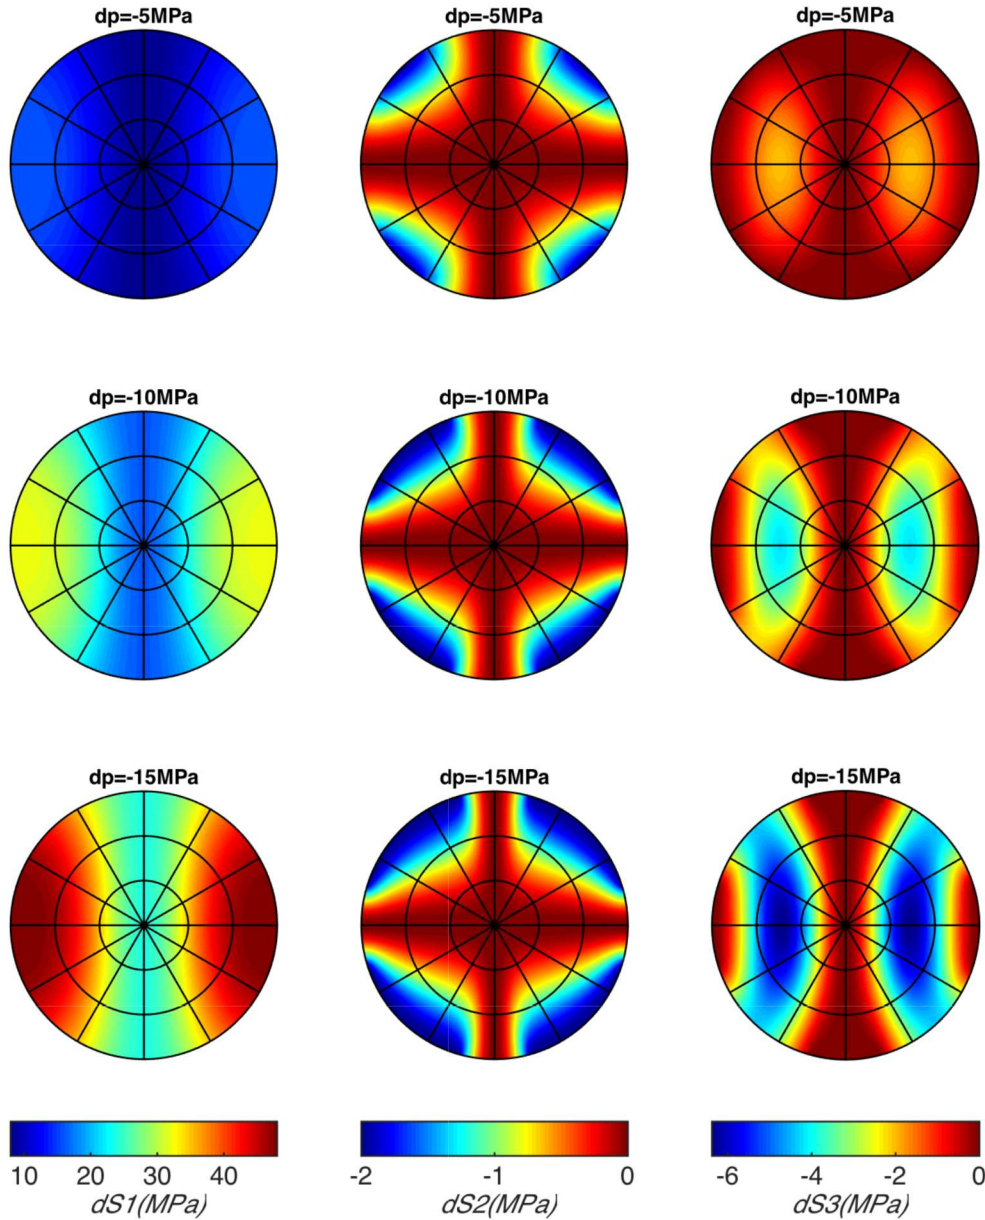 dp=-5MPa dp=-5MPa dp=-5MPa
dp=-10MPa dp=-10MPa dp=-10MPa
dp=-15MPa dp=-15MPa dp=-15MPa
10 20 30 40 -2 -1 0 -6 -4 -2 0
dS1(MPa) dS2(MPa) dS3(MPa)